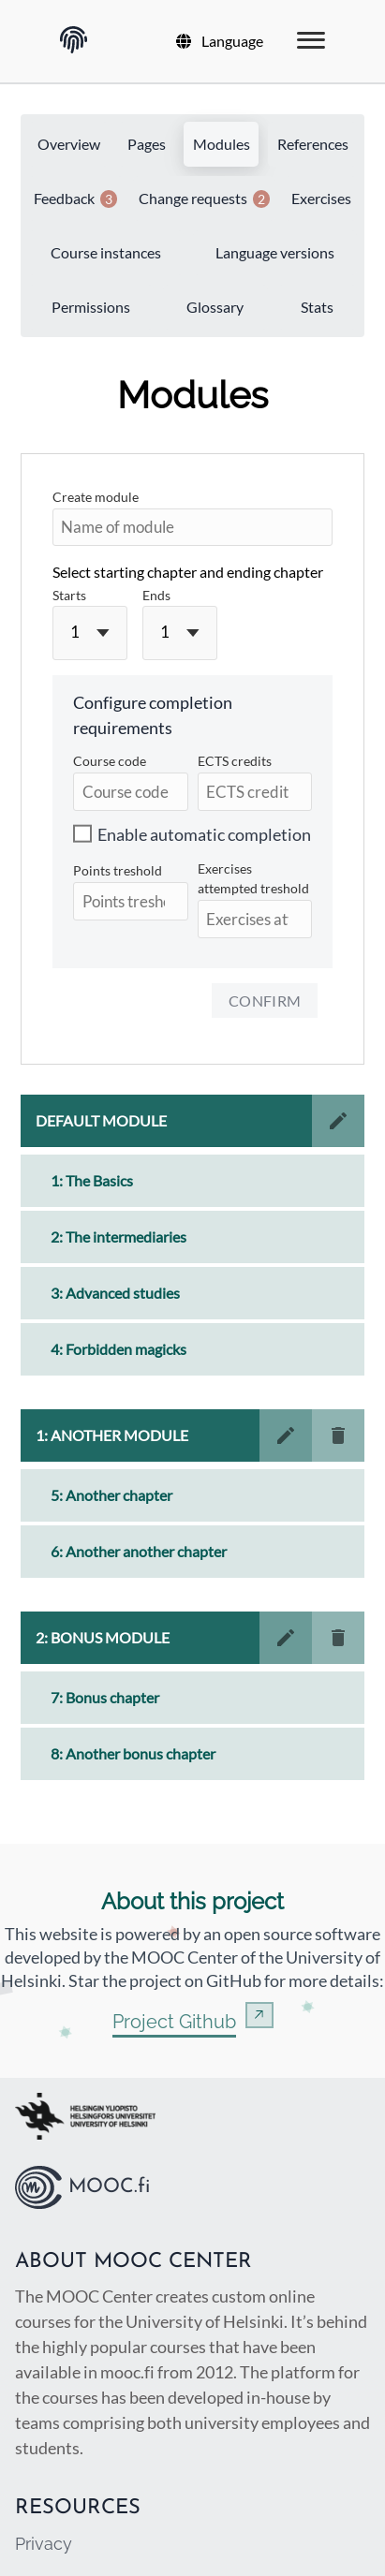 Language
Overview Pages Modules References
Feedback 3 Change requests 2 Exercises
Course instances Language versions
Permissions Glossary Stats
Modules
Create module
Name of module
Select starting chapter and ending chapter
Starts Ends
1 1
Configure completion
requirements
Course code ECTS credits
Course code ECTS credit
Enable automatic completion
Points treshold Exercises
attempted treshold
Points tresho Exercises at
CONFIRM
DEFAULT MODULE
1: The Basics
2: The intermediaries
3: Advanced studies
4: Forbidden magicks
1: ANOTHER MODULE
5: Another chapter
6: Another another chapter
2: BONUS MODULE
7: Bonus chapter
8: Another bonus chapter
About this project
This website is powered by an open source software
developed by the MOOC Center of the University of
Helsinki. Star the project on GitHub for more details:
Project Github
HELSINGIN YLIOPISTO
HELSINGFORS UNIVERSITET
UNIVERSITY OF HELSINKI
MOOC.fi
ABOUT MOOC CENTER
The MOOC Center creates custom online
courses for the University of Helsinki. It’s behind
the highly popular courses that have been
available in mooc.fi from 2012. The platform for
the courses has been developed in-house by
teams comprising both university employees and
students.
RESOURCES
Privacy